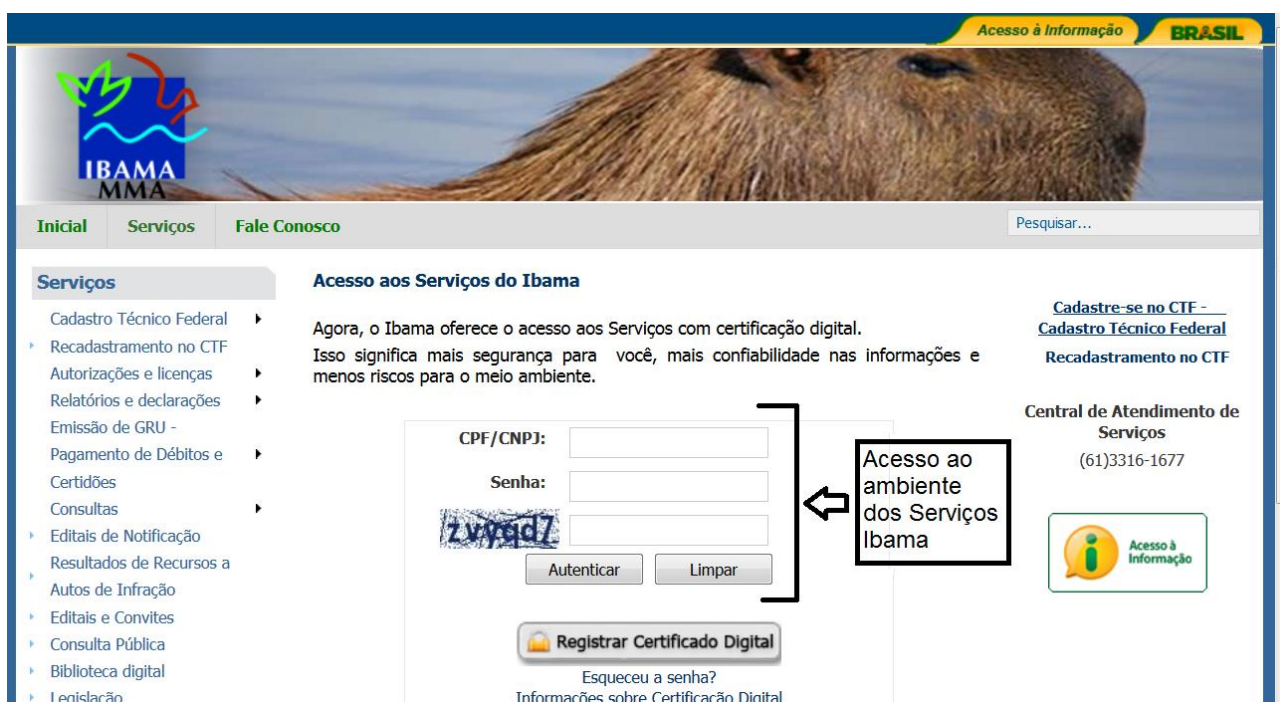 Acesso à Informação
BRASIL
IBAMA
MMA
Inicial
Serviços
Fale Conosco
Pesquisar...
Serviços
Cadastro Técnico Federal
Recadastramento no CTF
Autorizações e licenças
Relatórios e declarações
Emissão de GRU -
Pagamento de Débitos e
Certidões
Consultas
Editais de Notificação
Resultados de Recursos a
Autos de Infração
Editais e Convites
Consulta Pública
Biblioteca digital
Legislação
Acesso aos Serviços do Ibama
Agora, o Ibama oferece o acesso aos Serviços com certificação digital.
Isso significa mais segurança para você, mais confiabilidade nas informações e
menos riscos para o meio ambiente.
CPF/CNPJ:
Senha:
zvyqd7
Autenticar
Limpar
Registrar Certificado Digital
Esqueceu a senha?
Informações sobre Certificação Digital
Acesso ao
ambiente
dos Serviços
Ibama
Cadastre-se no CTF -
Cadastro Técnico Federal
Recadastramento no CTF
Central de Atendimento de
Serviços
(61)3316-1677
Acesso à
Informação